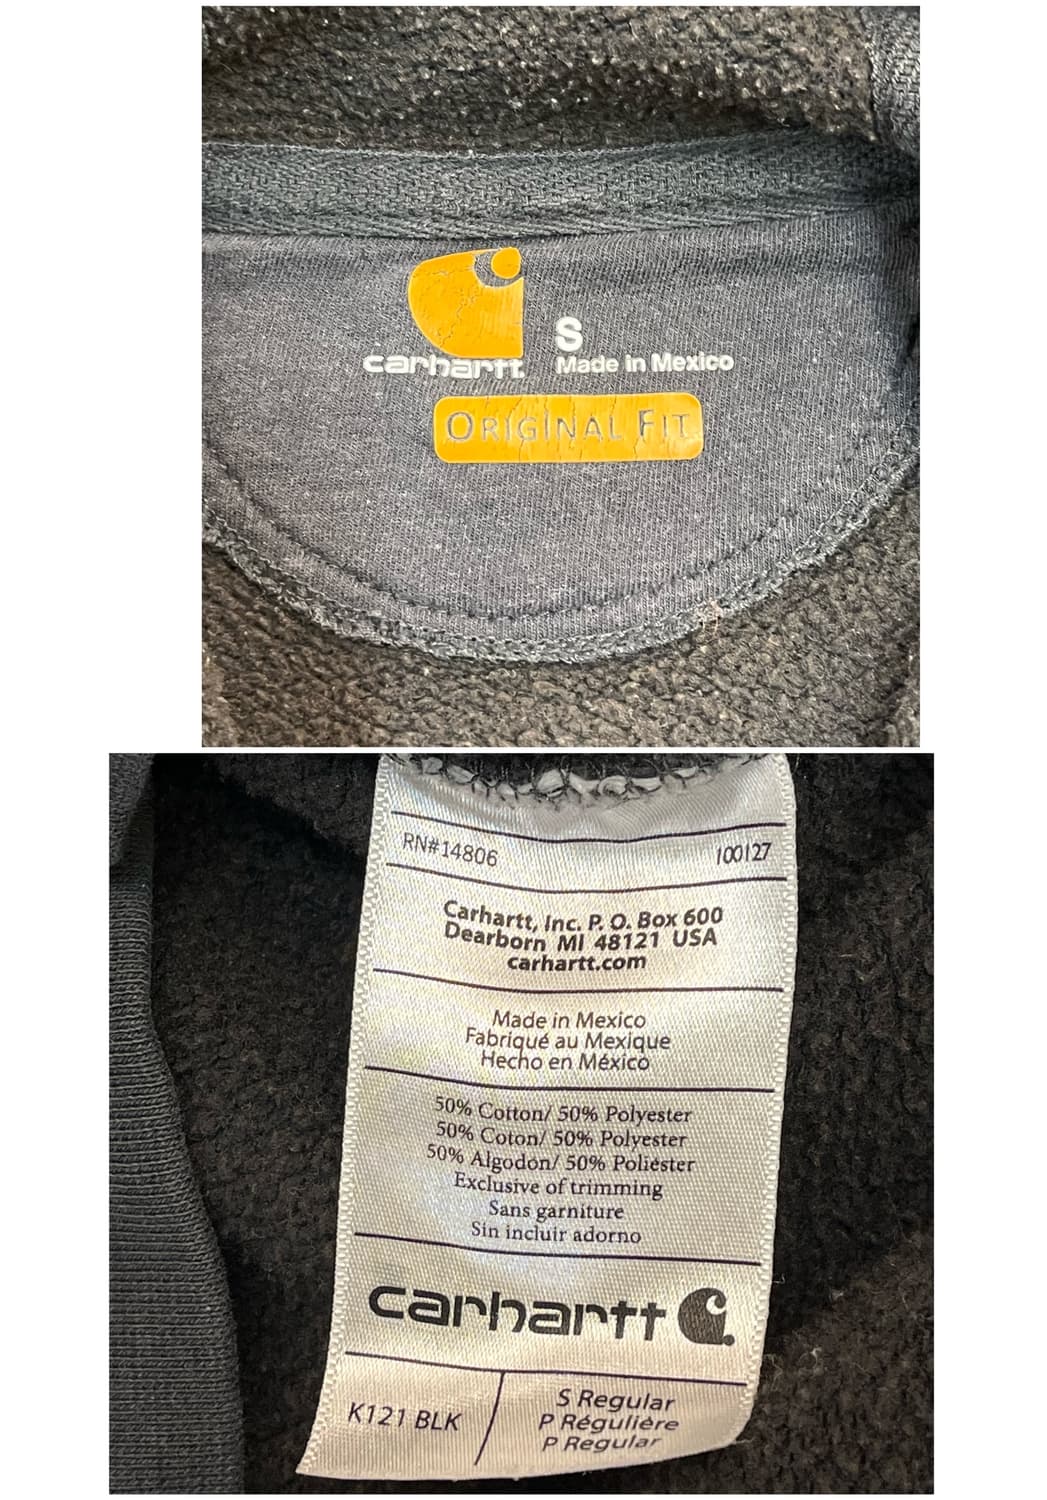 carhartt
S
Made in Mexico
ORIGINAL FIT
RN#14806 100127
Carhartt, Inc. P. O. Box 600
Dearborn MI 48121 USA
carhartt.com
Made in Mexico
Fabriqué au Mexique
Hecho en México
50% Cotton/ 50% Polyester
50% Coton/ 50% Polyester
50% Algodón/ 50% Poliéster
Exclusive of trimming
Sans garniture
Sin incluir adorno
carhartt
K121 BLK
S Regular
P Régulière
P Regular